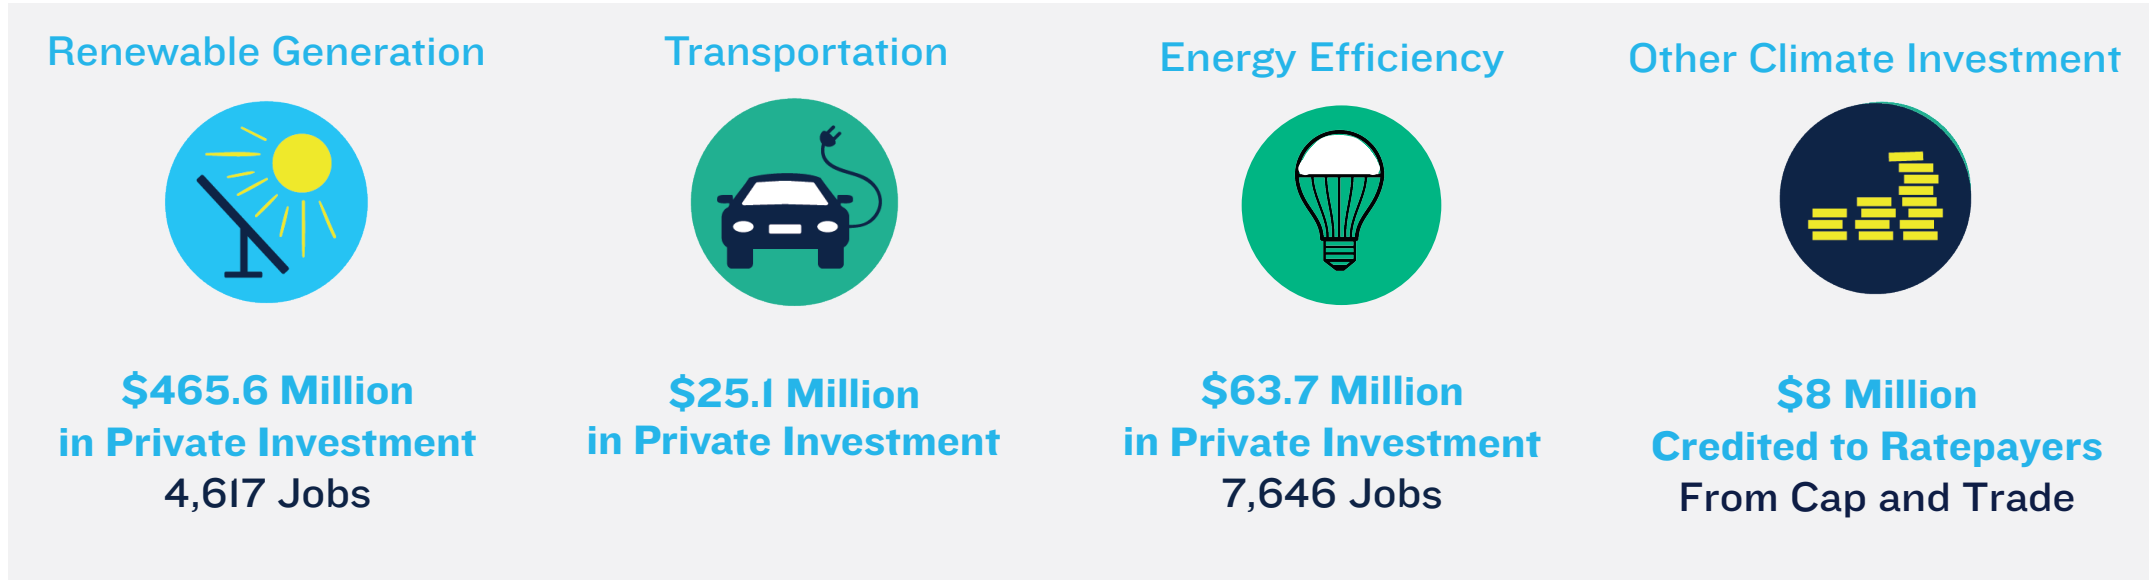 Renewable Generation
$465.6 Million
in Private Investment
4,617 Jobs
Transportation
$25.1 Million
in Private Investment
Energy Efficiency
$63.7 Million
in Private Investment
7,646 Jobs
Other Climate Investment
$8 Million
Credited to Ratepayers
From Cap and Trade